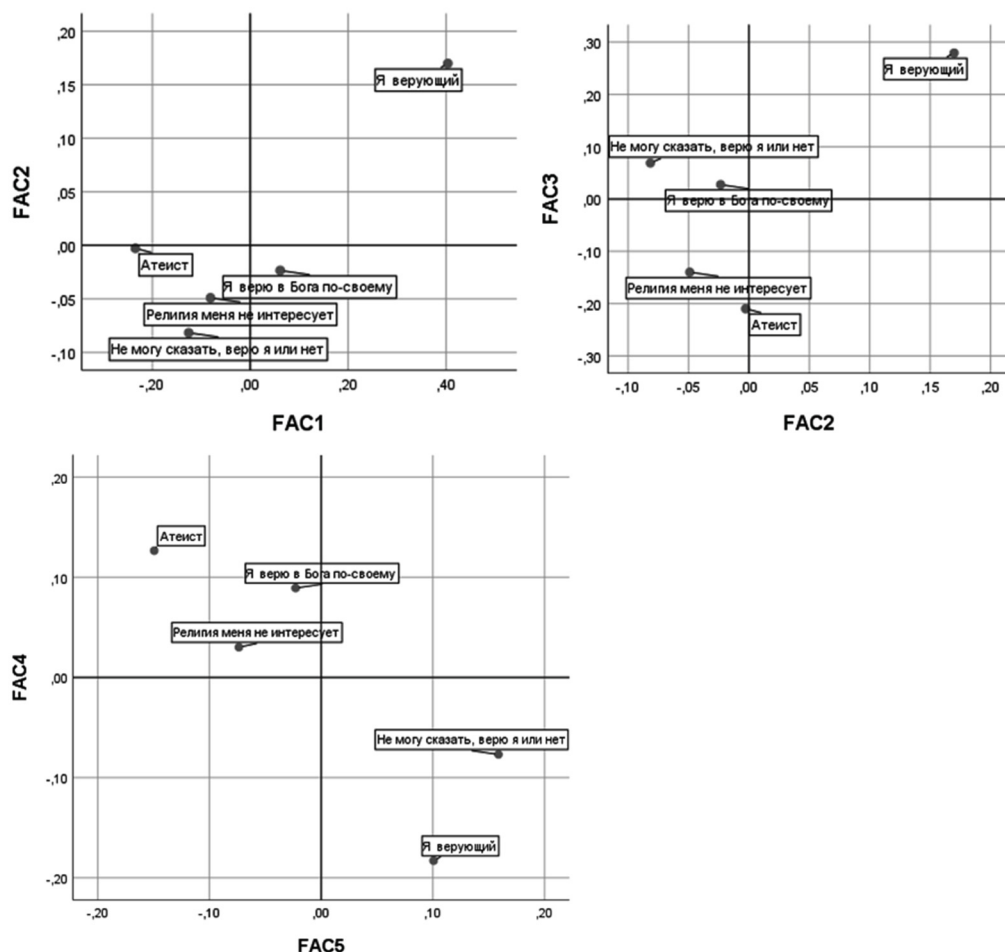 ,20
,15
,10
,05
,00
-,05
-,10
FAC2
Я верующий
Атеист
Я верю в Бога по-своему
Религия меня не интересует
Не могу сказать, верю я или нет
-,20
,00
,20
,40
FAC1
,30
,20
,10
,00
-,10
-,20
-,30
FAC3
Я верующий
Не могу сказать, верю я или нет
Я верю в Бога по-своему
Религия меня не интересует
Атеист
-,10
-,05
,00
,05
,10
,15
,20
FAC2
,20
,10
,00
-,10
-,20
FAC4
Атеист
Я верю в Бога по-своему
Религия меня не интересует
Не могу сказать, верю я или нет
Я верующий
-,20
-,10
,00
,10
,20
FAC5